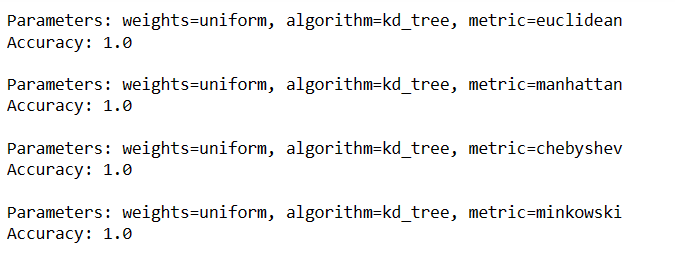 Parameters: weights=uniform, algorithm=kd_tree, metric=euclidean
Accuracy: 1.0
Parameters: weights=uniform, algorithm=kd_tree, metric=manhattan
Accuracy: 1.0
Parameters: weights=uniform, algorithm=kd_tree, metric=chebyshev
Accuracy: 1.0
Parameters: weights=uniform, algorithm=kd_tree, metric=minkowski
Accuracy: 1.0